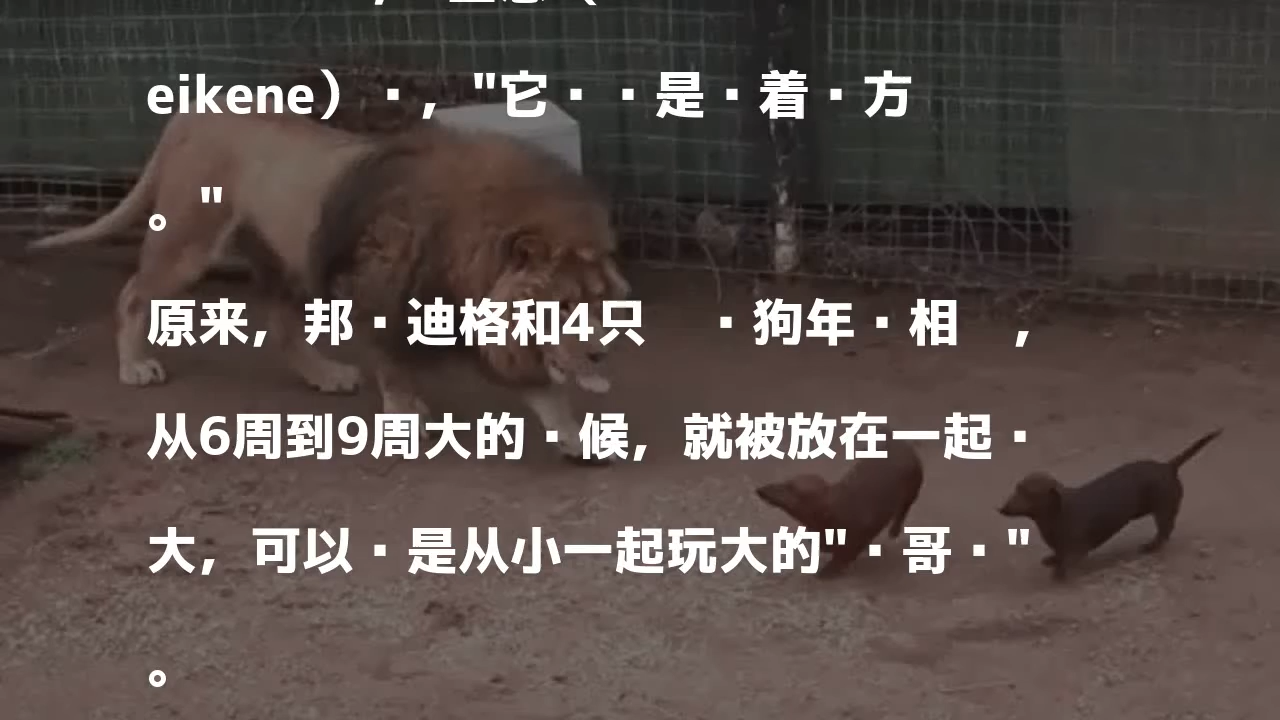 eikene）·，"它··是·着·方
。"
原来，邦·迪格和4只 ·狗年·相 ，
从6周到9周大的·候，就被放在一起·
大，可以·是从小一起玩大的"·哥·"
。